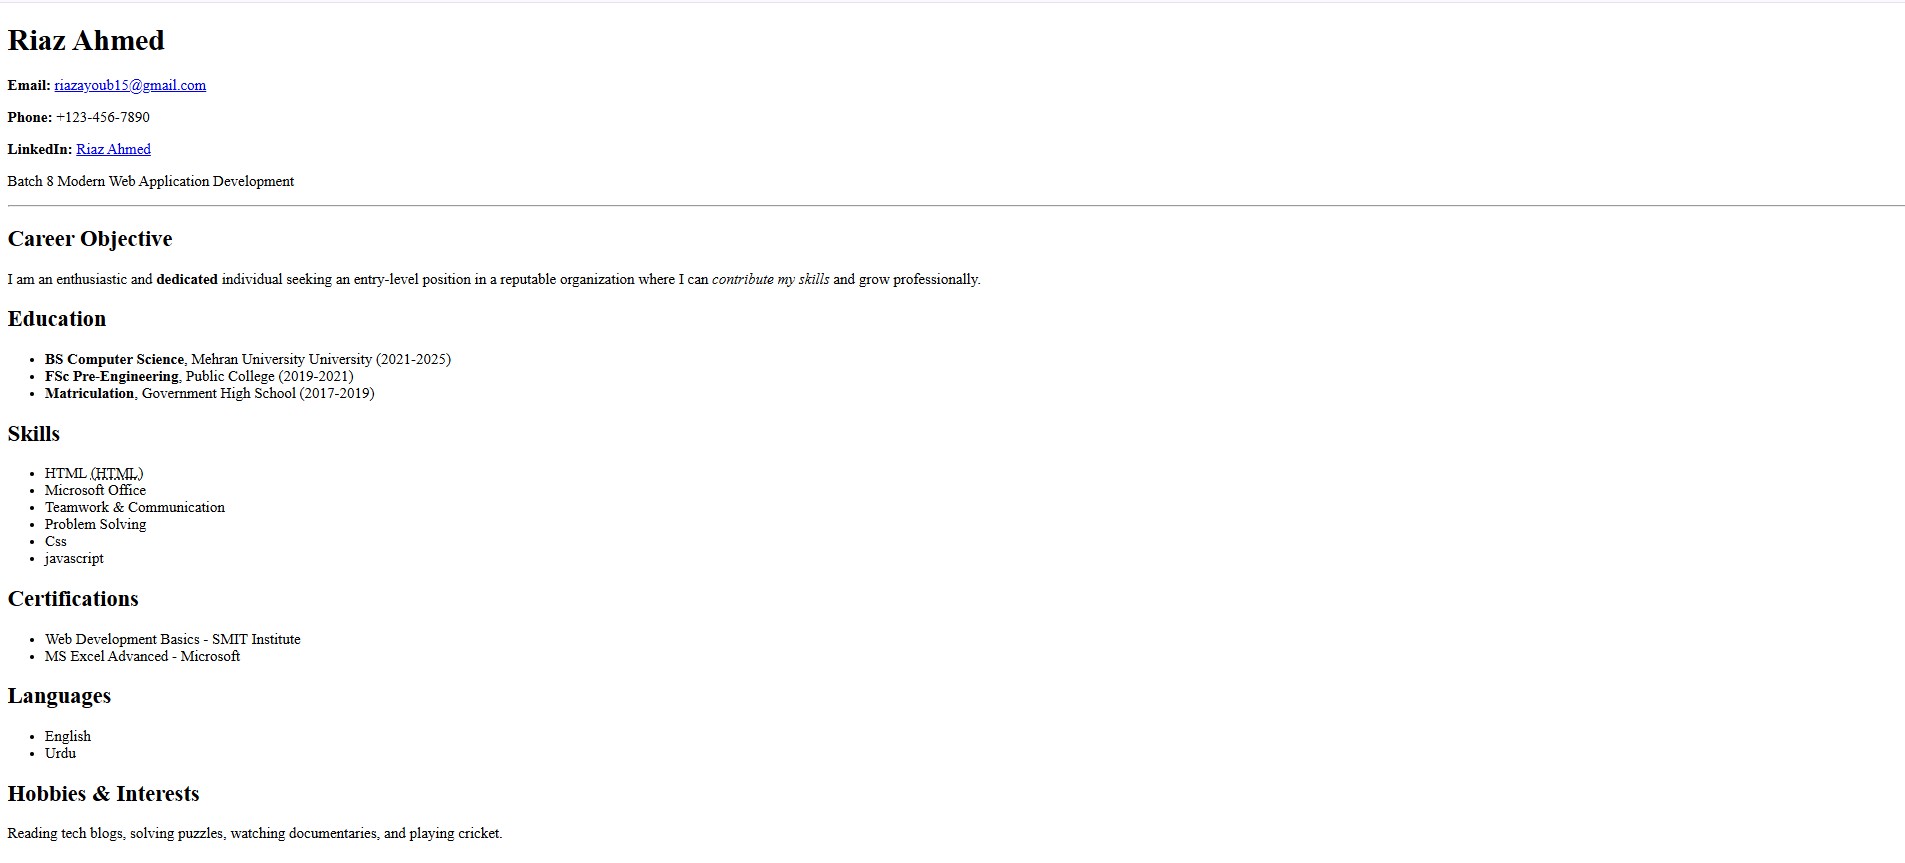 Riaz Ahmed
Email: riazayoub15@gmail.com
Phone: +123-456-7890
LinkedIn: Riaz Ahmed
Batch 8 Modern Web Application Development
Career Objective
I am an enthusiastic and dedicated individual seeking an entry-level position in a reputable organization where I can contribute my skills and grow professionally.
Education
• BS Computer Science, Mehran University University (2021-2025)
• FSc Pre-Engineering, Public College (2019-2021)
• Matriculation, Government High School (2017-2019)
Skills
• HTML (HTML)
• Microsoft Office
• Teamwork & Communication
• Problem Solving
• Css
• javascript
Certifications
• Web Development Basics - SMIT Institute
• MS Excel Advanced - Microsoft
Languages
• English
• Urdu
Hobbies & Interests
Reading tech blogs, solving puzzles, watching documentaries, and playing cricket.